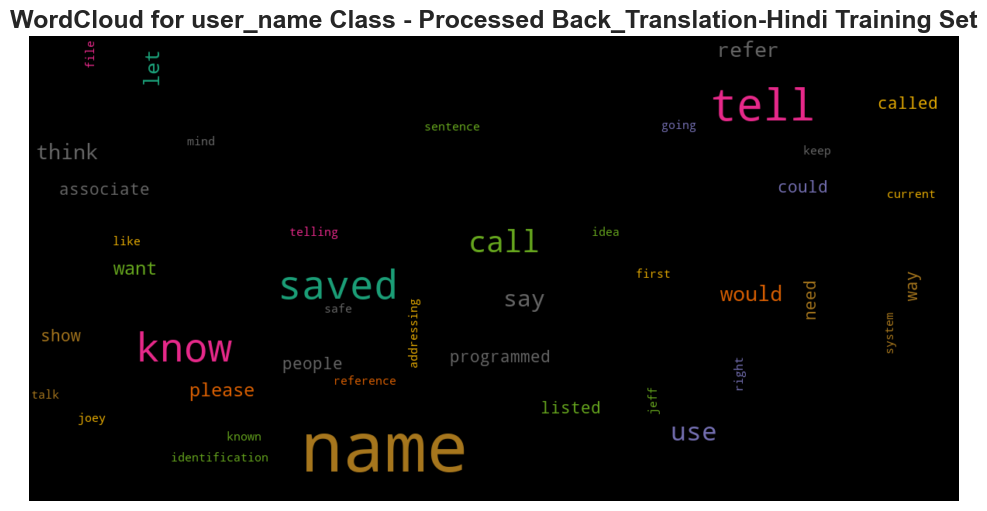 WordCloud for user_name Class - Processed Back_Translation-Hindi Training Set
file
let
refer
tell
called
sentence
going
mind
think
keep
associate
could
current
telling
call
idea
like
want
saved
first
say
would
need
way
safe
addressing
system
show
know
people
programmed
reference
right
please
talk
joey
listed
jeff
known
name
use
identification